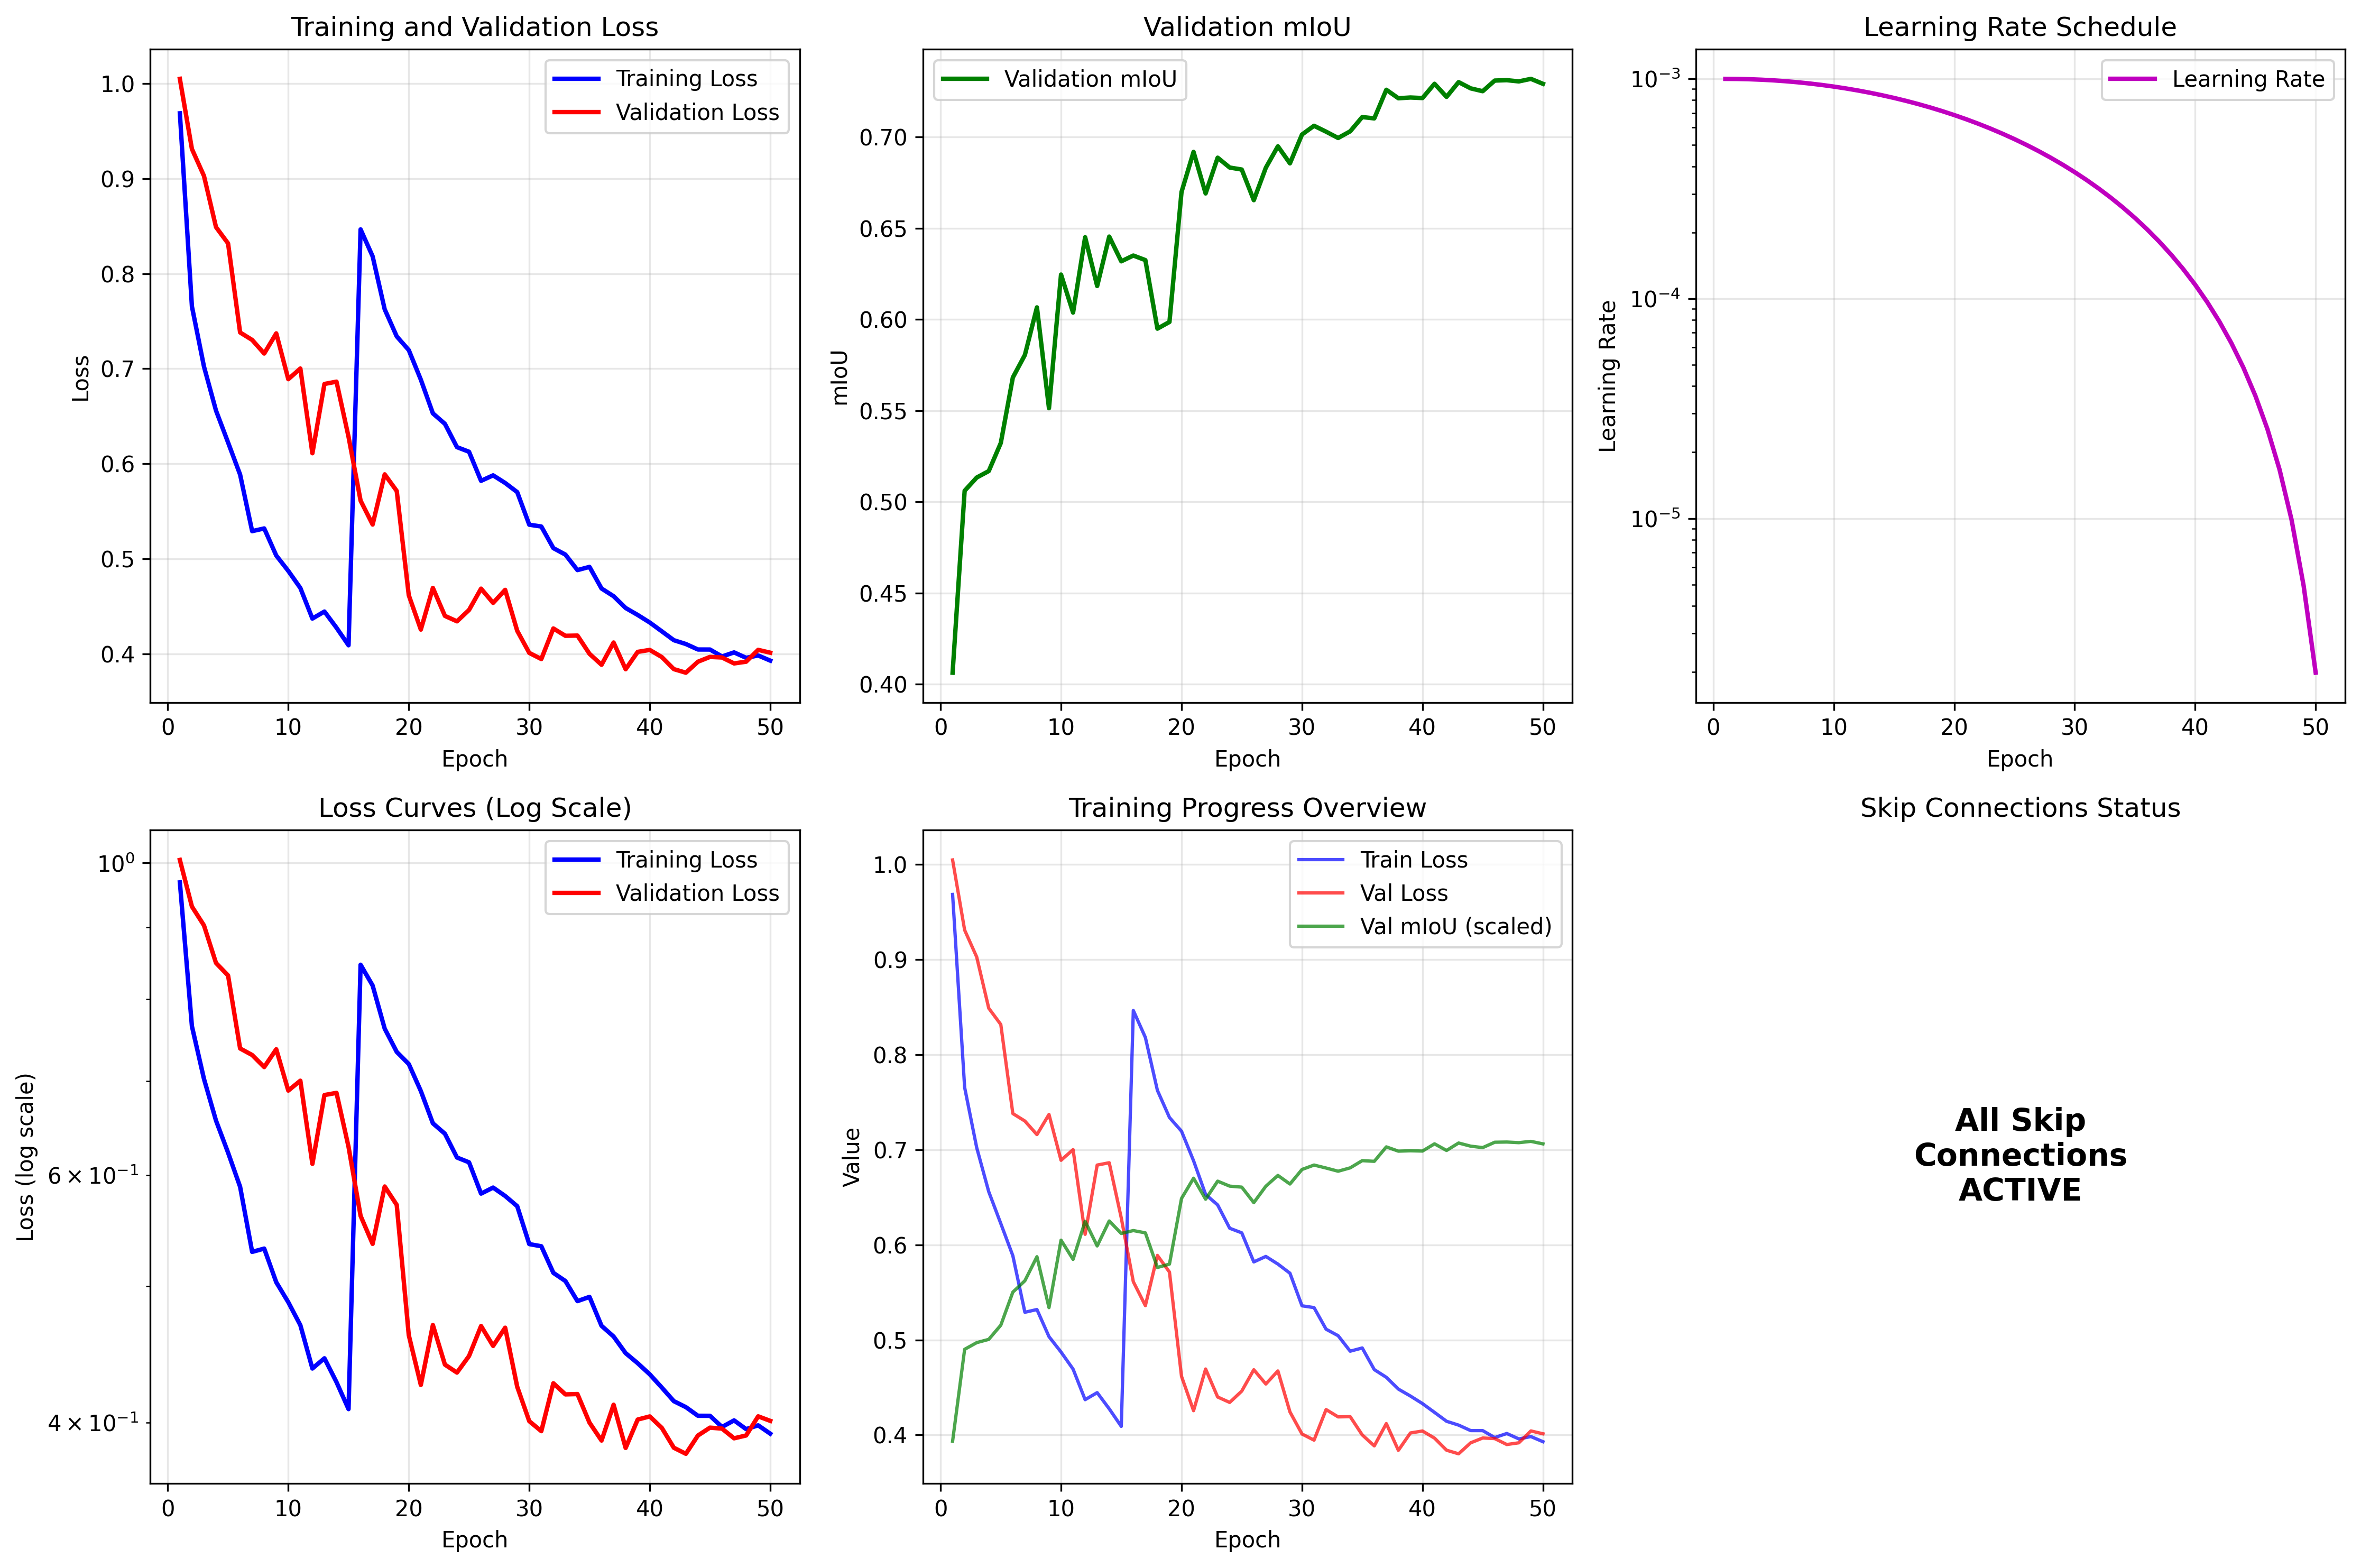 Training and Validation Loss
Training Loss
Validation Loss
1.0
0.9
0.8
0.7
0.6
0.5
0.4
Loss
0 10 20 30 40 50
Epoch
Validation mIoU
Validation mIoU
0.70
0.65
0.60
0.55
0.50
0.45
0.40
mIoU
0 10 20 30 40 50
Epoch
Learning Rate Schedule
Learning Rate
10⁻³
10⁻⁴
10⁻⁵
Learning Rate
0 10 20 30 40 50
Epoch
Loss Curves (Log Scale)
Training Loss
Validation Loss
10⁰
6 × 10⁻¹
4 × 10⁻¹
Loss (log scale)
0 10 20 30 40 50
Epoch
Training Progress Overview
Train Loss
Val Loss
Val mIoU (scaled)
1.0
0.9
0.8
0.7
0.6
0.5
0.4
Value
0 10 20 30 40 50
Epoch
Skip Connections Status
All Skip
Connections
ACTIVE